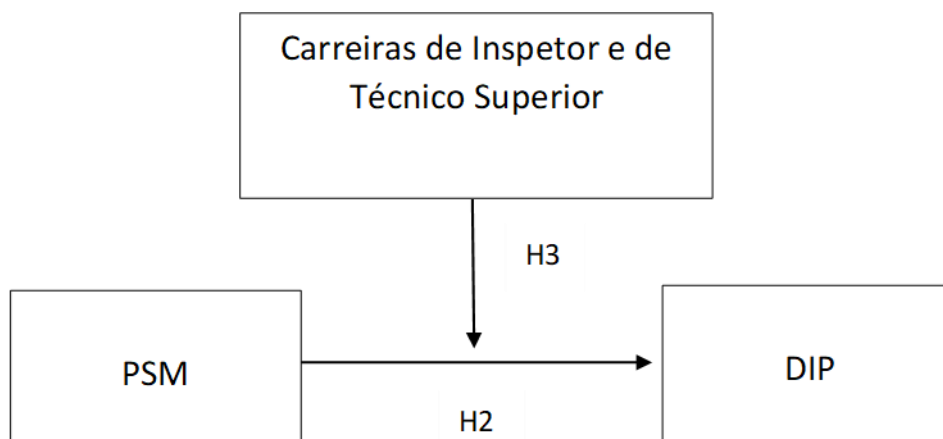 Carreiras de Inspetor e de
Técnico Superior
H3
PSM
DIP
H2